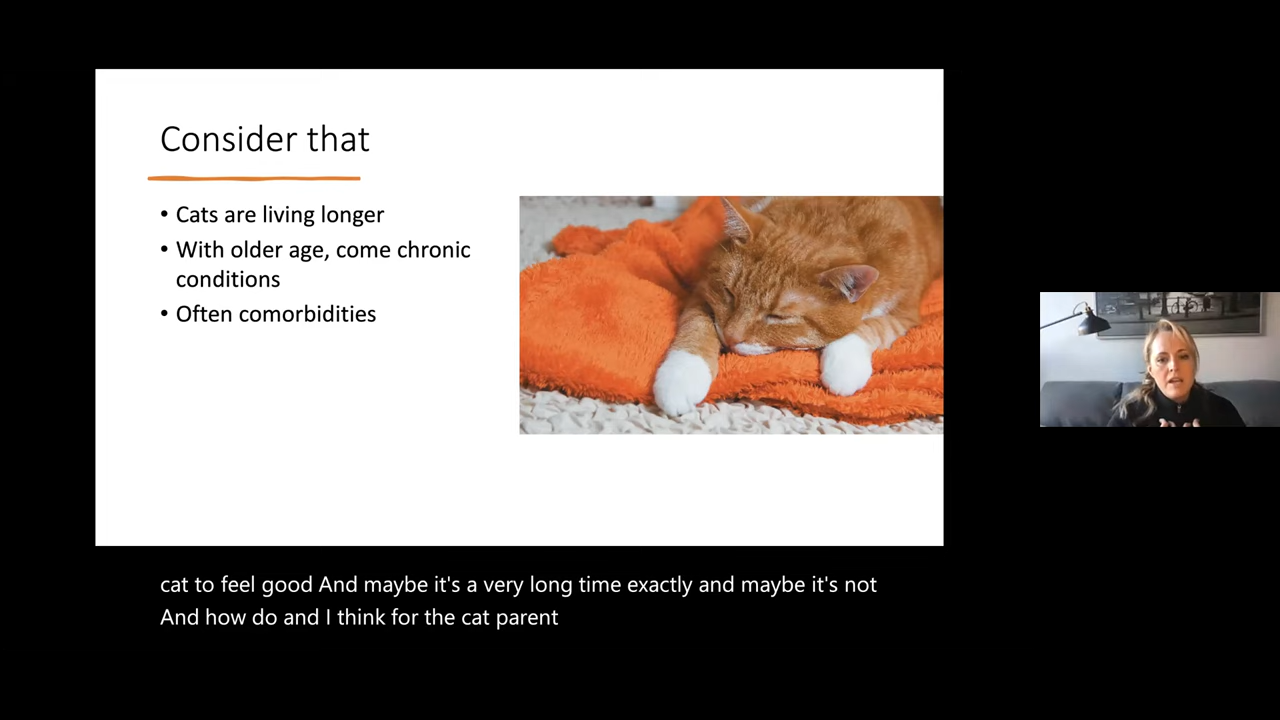 Consider that
• Cats are living longer
• With older age, come chronic
conditions
• Often comorbidities
cat to feel good And maybe it's a very long time exactly and maybe it's not
And how do and I think for the cat parent